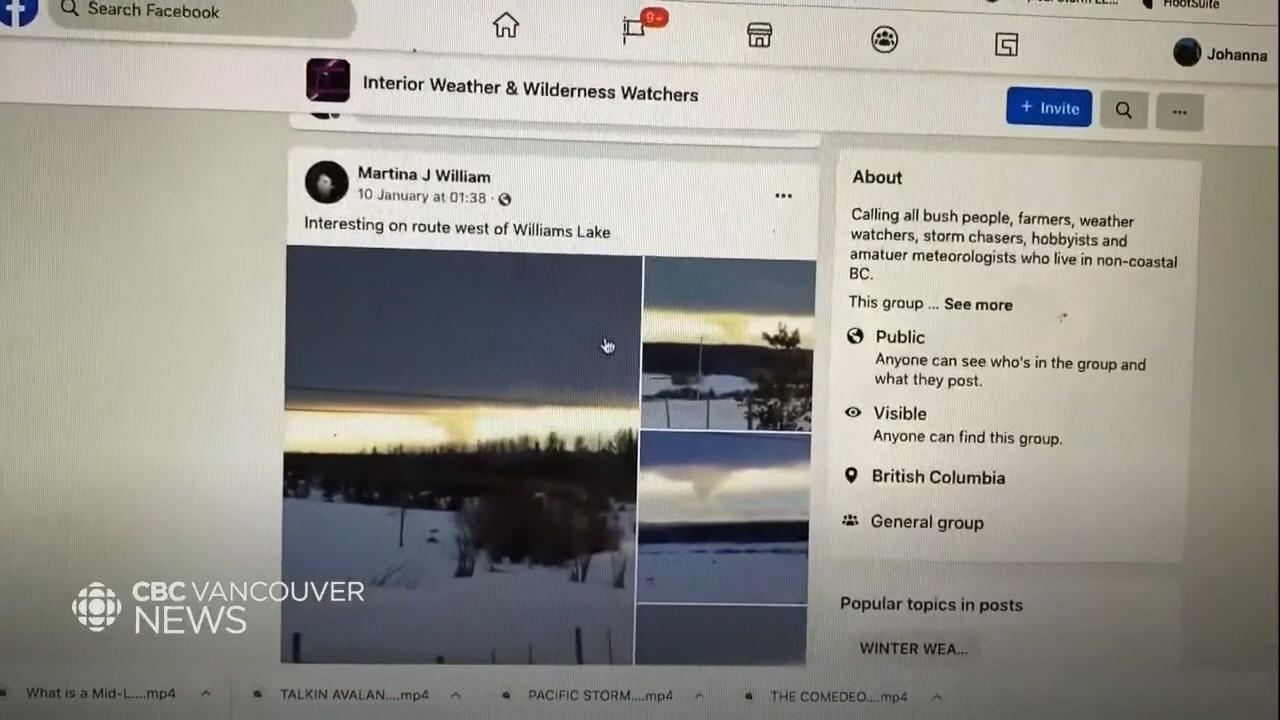 HootSuite
Search Facebook
9+
Johanna
Interior Weather & Wilderness Watchers
+ Invite
Martina J William
10 January at 01:38
Interesting on route west of Williams Lake
About
Calling all bush people, farmers, weather
watchers, storm chasers, hobbyists and
amatuer meteorologists who live in non-coastal
BC.
This group ... See more
Public
Anyone can see who's in the group and
what they post.
Visible
Anyone can find this group.
British Columbia
General group
Popular topics in posts
WINTER WEA...
CBC VANCOUVER
NEWS
What is a Mid-L....mp4
TALKIN AVALAN....mp4
PACIFIC STORM....mp4
THE COMEDEO....mp4